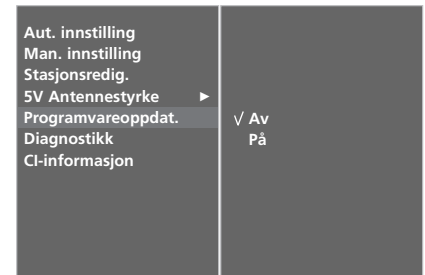 Aut. innstilling
Man. innstilling
Stasjonsredig.
5V Antennestyrke ►
Programvareoppdat.
Diagnostikk
CI-informasjon
√ Av
På